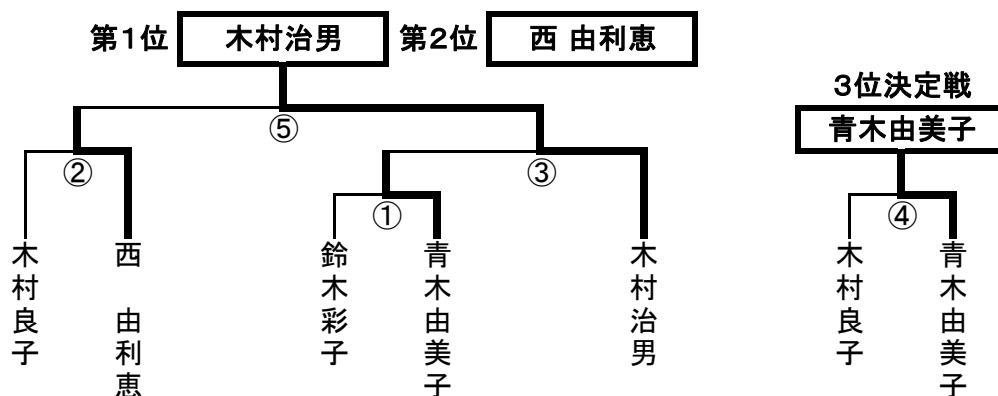 第1位 木村治男 第2位 西 由利恵
3位決定戦
青木由美子
⑤
② ③
① ④
木村良子
西 由利恵
鈴木彩子
青木由美子
木村治男
木村良子
青木由美子